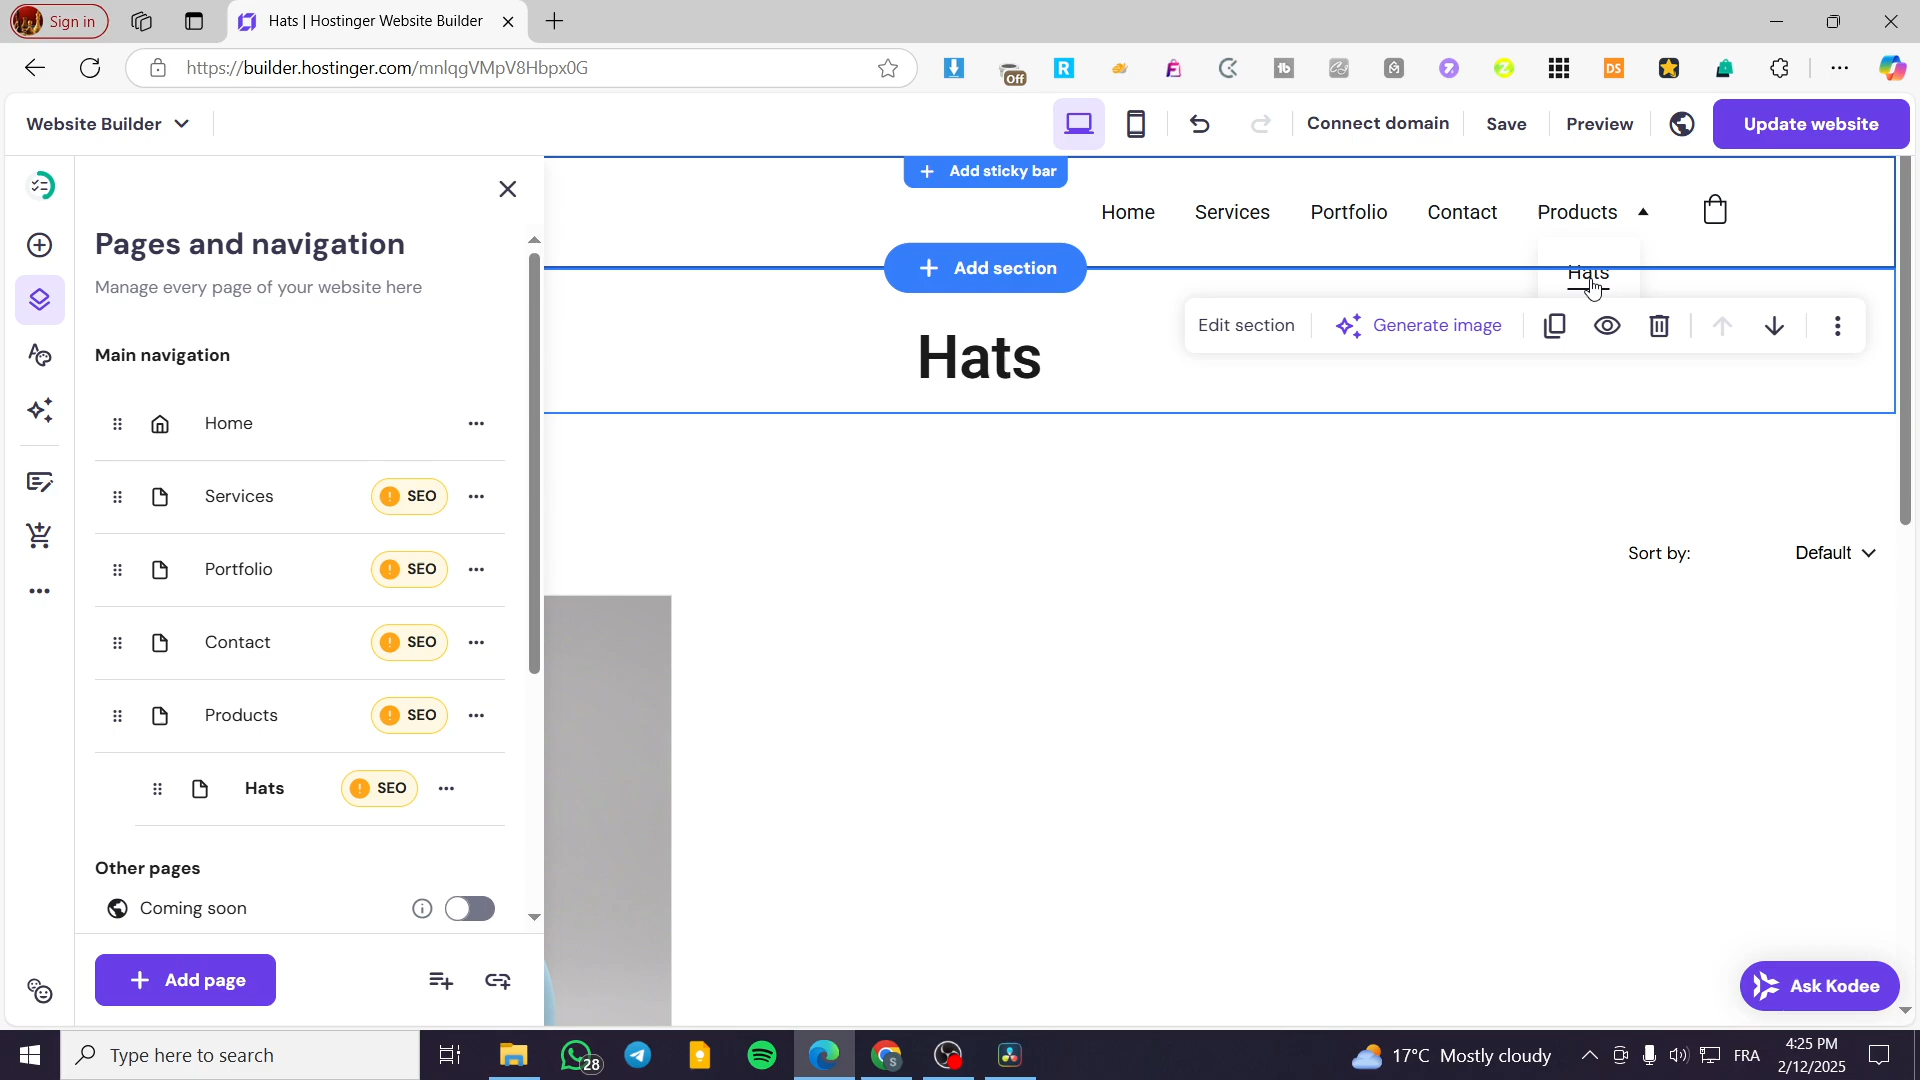 Sign in
Hats | Hostinger Website Builder
https://builder.hostinger.com/mnlqgVMpV8Hbpx0G
Off
Website Builder
Connect domain
Save
Preview
Update website
Pages and navigation
Manage every page of your website here
Main navigation
Home
Services
SEO
Portfolio
SEO
Contact
SEO
Products
SEO
Hats
SEO
Other pages
Coming soon
Add page
Add sticky bar
Home
Services
Portfolio
Contact
Products
Hats
Add section
Edit section
Generate image
Hats
Sort by:
Default
Ask Kodee
Type here to search
28
17°C Mostly cloudy
FRA
4:25 PM
2/12/2025